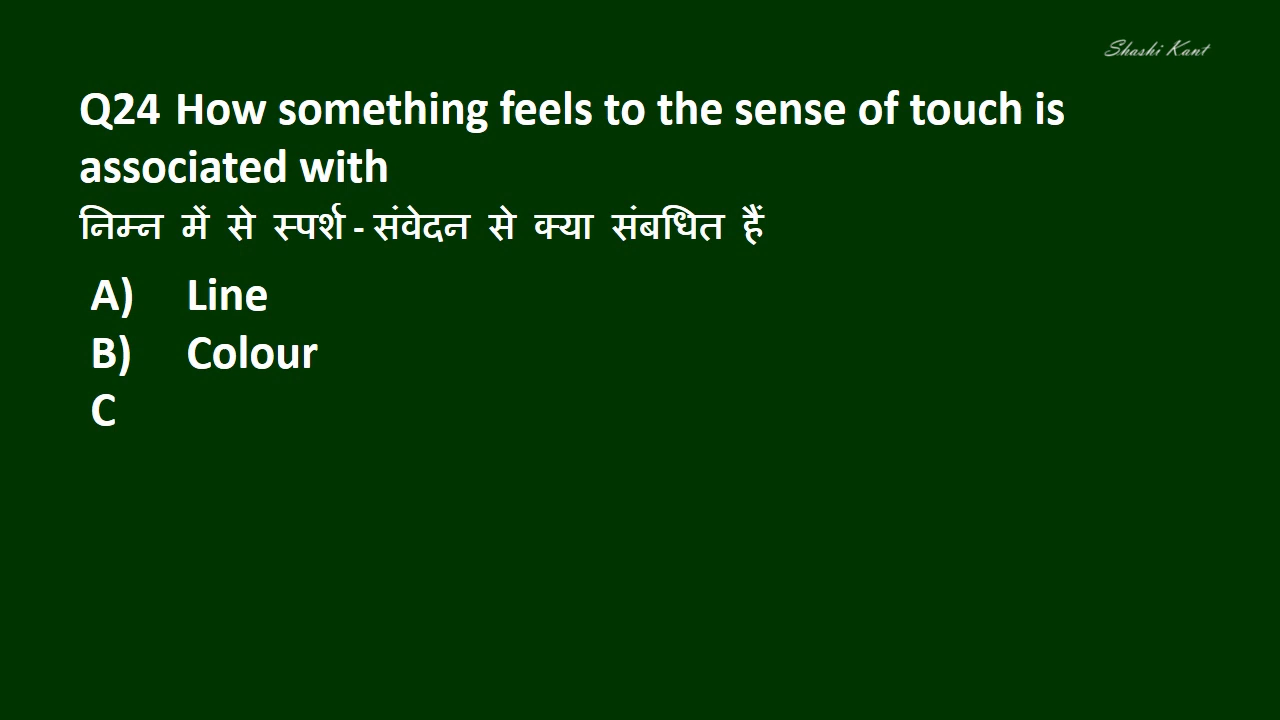 Shashi Kant
Q24 How something feels to the sense of touch is
associated with
निम्न में से स्पर्श - संवेदन से क्या संबधित हैं
A) Line
B) Colour
C